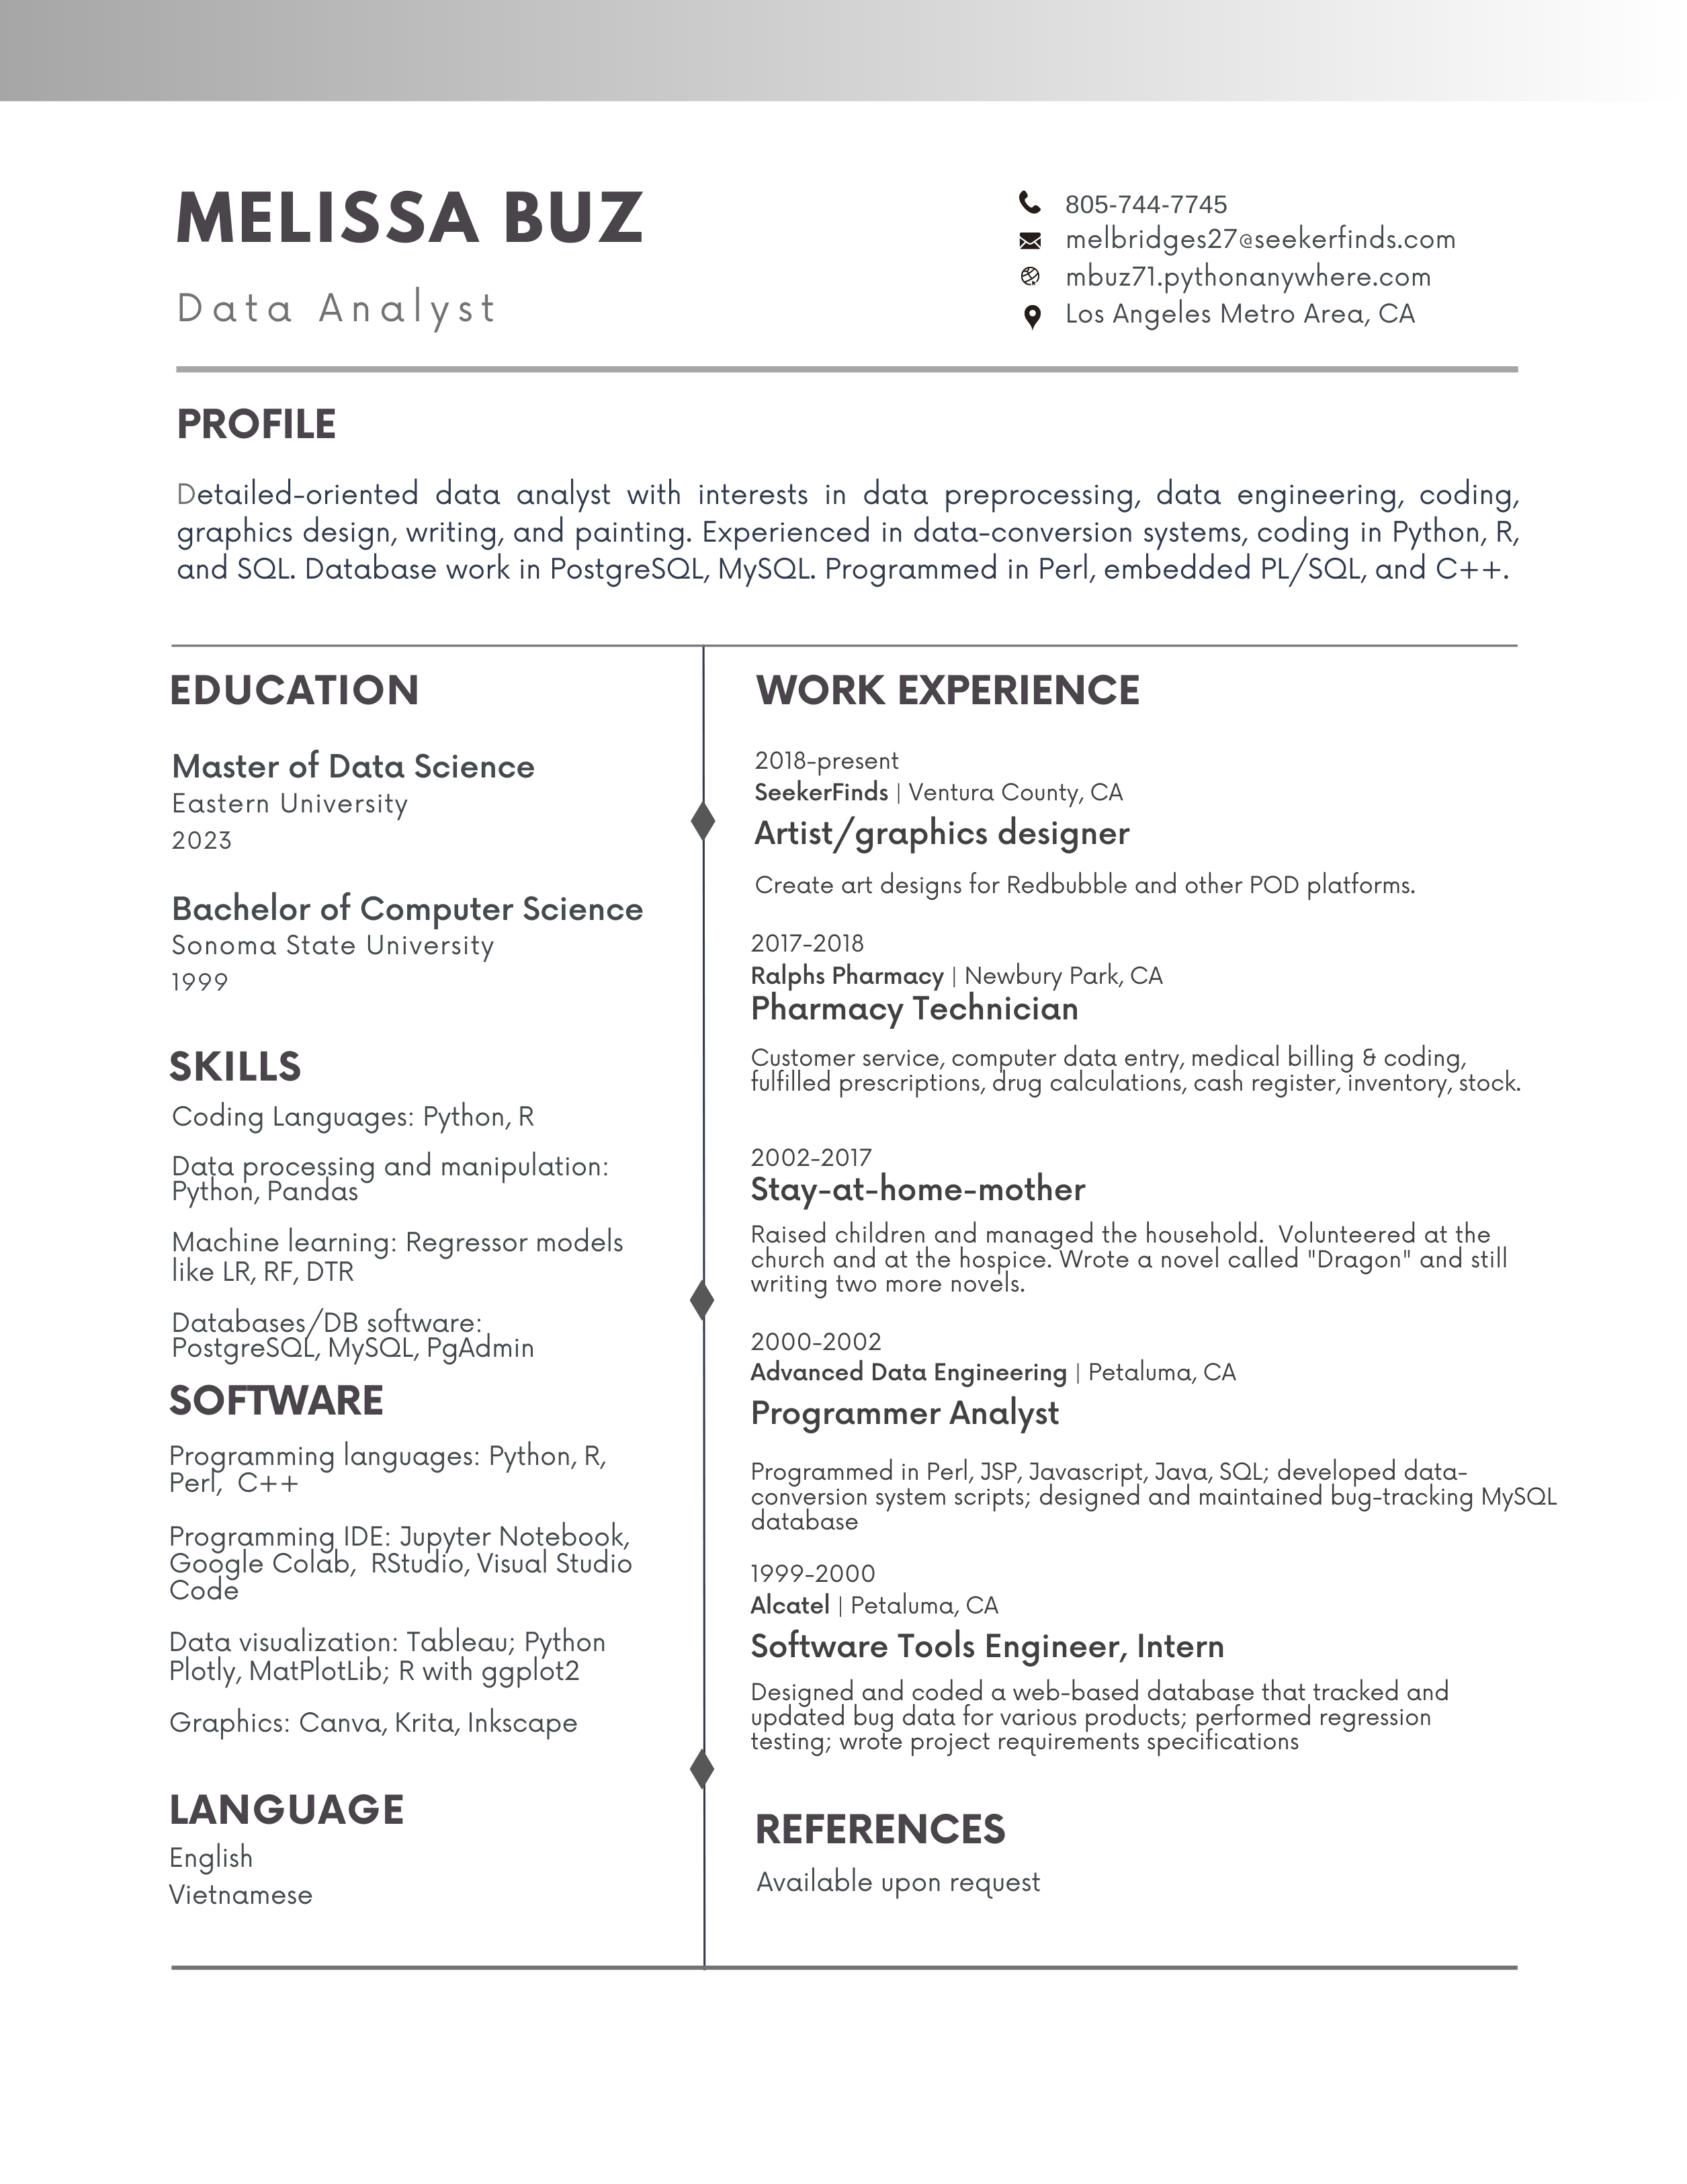 MELISSA BUZ
Data Analyst
805-744-7745
melbridges27@seekerfinds.com
mbuz71.pythonanywhere.com
Los Angeles Metro Area, CA
PROFILE
Detailed-oriented data analyst with interests in data preprocessing, data engineering, coding,
graphics design, writing, and painting. Experienced in data-conversion systems, coding in Python, R,
and SQL. Database work in PostgreSQL, MySQL. Programmed in Perl, embedded PL/SQL, and C++.
EDUCATION
Master of Data Science
Eastern University
2023
Bachelor of Computer Science
Sonoma State University
1999
SKILLS
Coding Languages: Python, R
Data processing and manipulation:
Python, Pandas
Machine learning: Regressor models
like LR, RF, DTR
Databases/DB software:
PostgreSQL, MySQL, PgAdmin
SOFTWARE
Programming languages: Python, R,
Perl,  C++
Programming IDE: Jupyter Notebook,
Google Colab,  RStudio, Visual Studio
Code
Data visualization: Tableau; Python
Plotly, MatPlotLib; R with ggplot2
Graphics: Canva, Krita, Inkscape
LANGUAGE
English
Vietnamese
WORK EXPERIENCE
2018-present
SeekerFinds | Ventura County, CA
Artist/graphics designer
Create art designs for Redbubble and other POD platforms.
2017-2018
Ralphs Pharmacy | Newbury Park, CA
Pharmacy Technician
Customer service, computer data entry, medical billing & coding,
fulfilled prescriptions, drug calculations, cash register, inventory, stock.
2002-2017
Stay-at-home-mother
Raised children and managed the household.  Volunteered at the
church and at the hospice. Wrote a novel called "Dragon" and still
writing two more novels.
2000-2002
Advanced Data Engineering | Petaluma, CA
Programmer Analyst
Programmed in Perl, JSP, Javascript, Java, SQL; developed data-
conversion system scripts; designed and maintained bug-tracking MySQL
database
1999-2000
Alcatel | Petaluma, CA
Software Tools Engineer, Intern
Designed and coded a web-based database that tracked and
updated bug data for various products; performed regression
testing; wrote project requirements specifications
REFERENCES
Available upon request